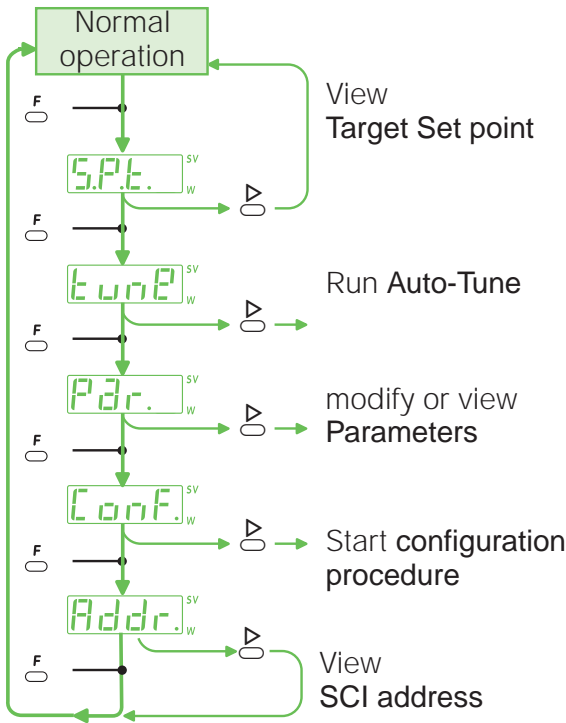 Normal
operation
F
View
Target Set point
S.P.t. SV W
F
tunE SV W
Run Auto-Tune
F
Par. SV W
modify or view
Parameters
F
ConF. SV W
Start configuration
procedure
F
Addr. SV W
View
SCI address
F